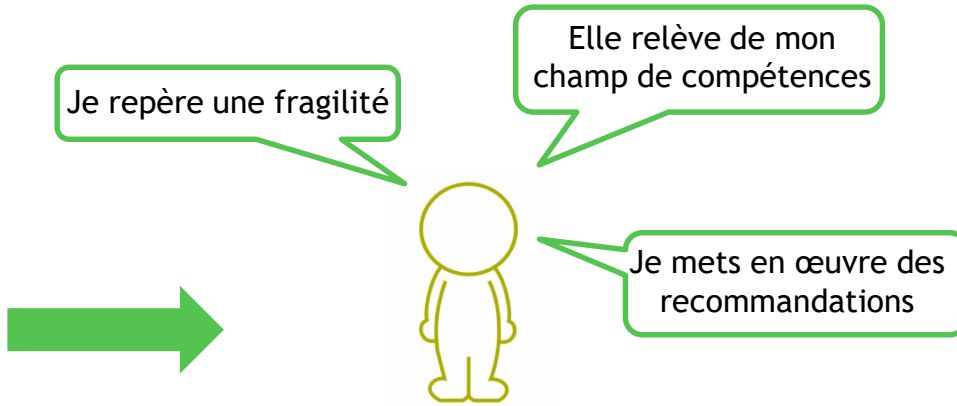 Je repère une fragilité
Elle relève de mon
champ de compétences
Je mets en œuvre des
recommandations